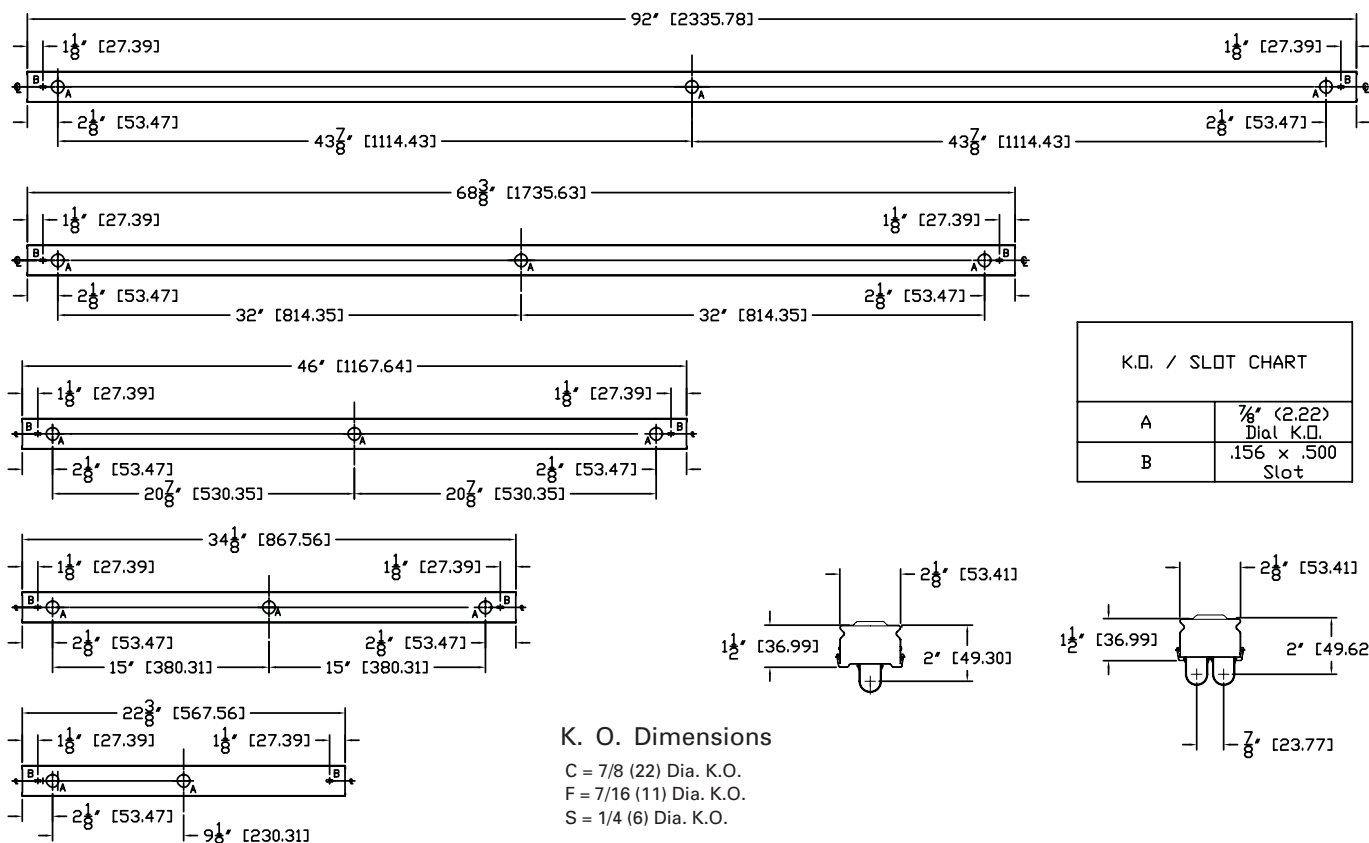 92" [2335.78]
1 1/8" [27.39] 1 1/8" [27.39]
B A A A B
2 1/8" [53.47] 2 1/8" [53.47]
43 7/8" [1114.43] 43 7/8" [1114.43]
68 3/8" [1735.63]
1 1/8" [27.39] 1 1/8" [27.39]
B A A A B
2 1/8" [53.47] 2 1/8" [53.47]
32" [814.35] 32" [814.35]
46" [1167.64]
1 1/8" [27.39] 1 1/8" [27.39]
B A A A B
2 1/8" [53.47] 2 1/8" [53.47]
20 7/8" [530.35] 20 7/8" [530.35]
K.O. / SLOT CHART
A 7/8" (2.22)
Dial K.O.
B .156 x .500
Slot
34 1/8" [867.56]
1 1/8" [27.39] 1 1/8" [27.39]
B A A A B
2 1/8" [53.47] 2 1/8" [53.47]
15" [380.31] 15" [380.31]
2 1/8" [53.41]
1 1/2" [36.99] 2" [49.30]
2 1/8" [53.41]
1 1/2" [36.99] 2" [49.62
7/8" [23.77]
22 3/8" [567.56]
1 1/8" [27.39] 1 1/8" [27.39]
B A A B
2 1/8" [53.47]
9 1/8" [230.31]
K. O. Dimensions
C = 7/8 (22) Dia. K.O.
F = 7/16 (11) Dia. K.O.
S = 1/4 (6) Dia. K.O.